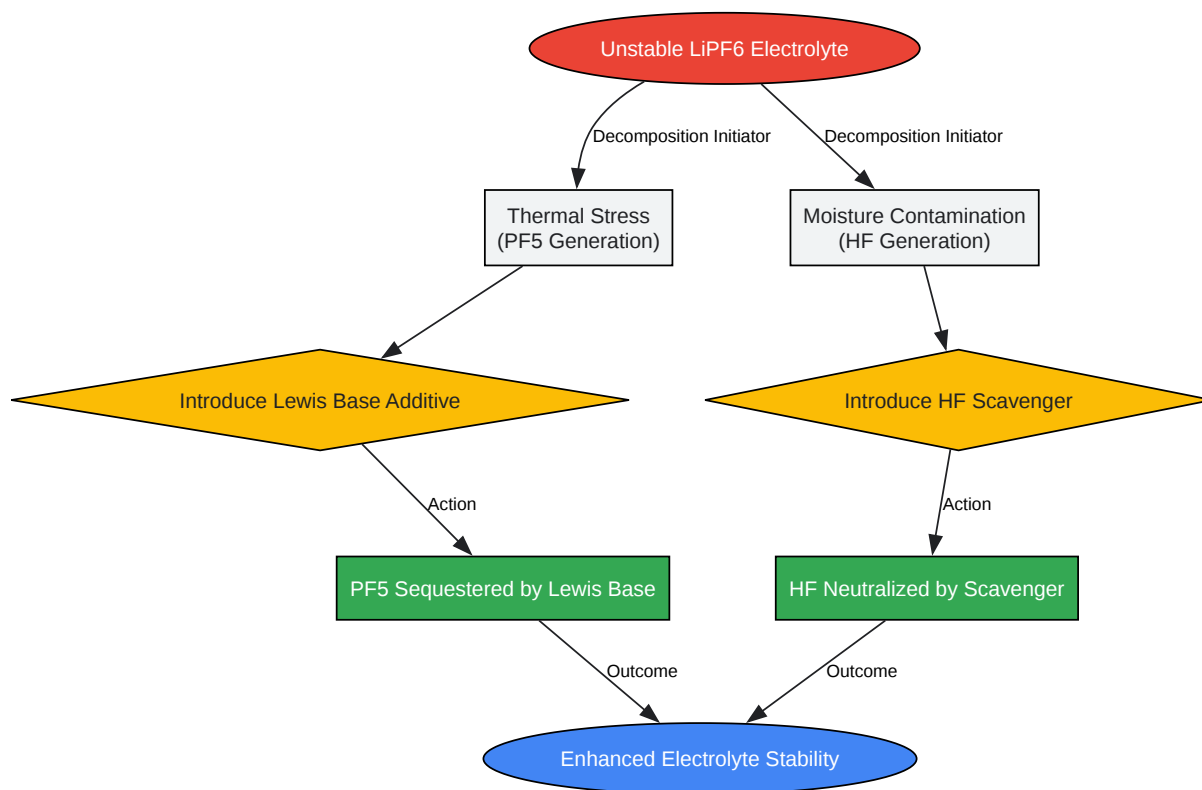 Unstable LiPF6 Electrolyte
Decomposition Initiator
Decomposition Initiator
Thermal Stress
(PF5 Generation)
Moisture Contamination
(HF Generation)
Introduce Lewis Base Additive
Introduce HF Scavenger
Action
Action
PF5 Sequestered by Lewis Base
HF Neutralized by Scavenger
Outcome
Outcome
Enhanced Electrolyte Stability